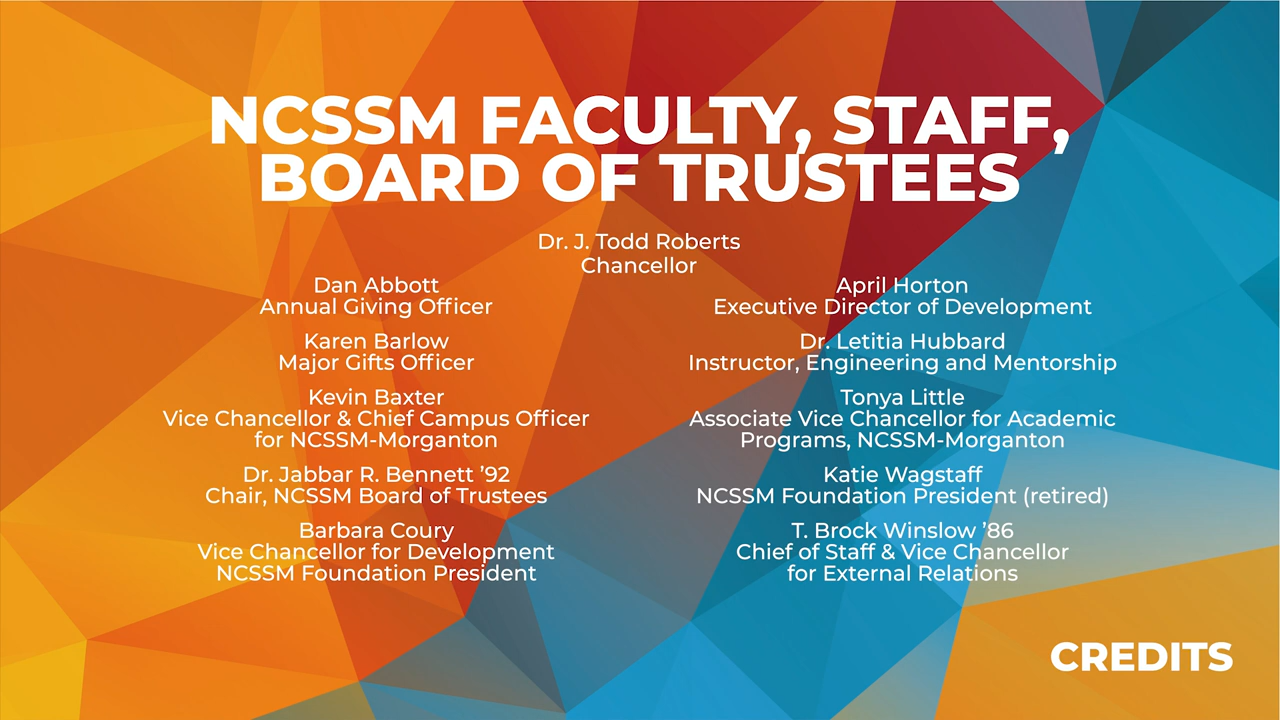 NCSSM FACULTY, STAFF,
BOARD OF TRUSTEES
Dr. J. Todd Roberts
Chancellor
Dan Abbott
Annual Giving Officer
Karen Barlow
Major Gifts Officer
Kevin Baxter
Vice Chancellor & Chief Campus Officer
for NCSSM-Morganton
Dr. Jabbar R. Bennett ’92
Chair, NCSSM Board of Trustees
Barbara Coury
Vice Chancellor for Development
NCSSM Foundation President
April Horton
Executive Director of Development
Dr. Letitia Hubbard
Instructor, Engineering and Mentorship
Tonya Little
Associate Vice Chancellor for Academic
Programs, NCSSM-Morganton
Katie Wagstaff
NCSSM Foundation President (retired)
T. Brock Winslow ’86
Chief of Staff & Vice Chancellor
for External Relations
CREDITS